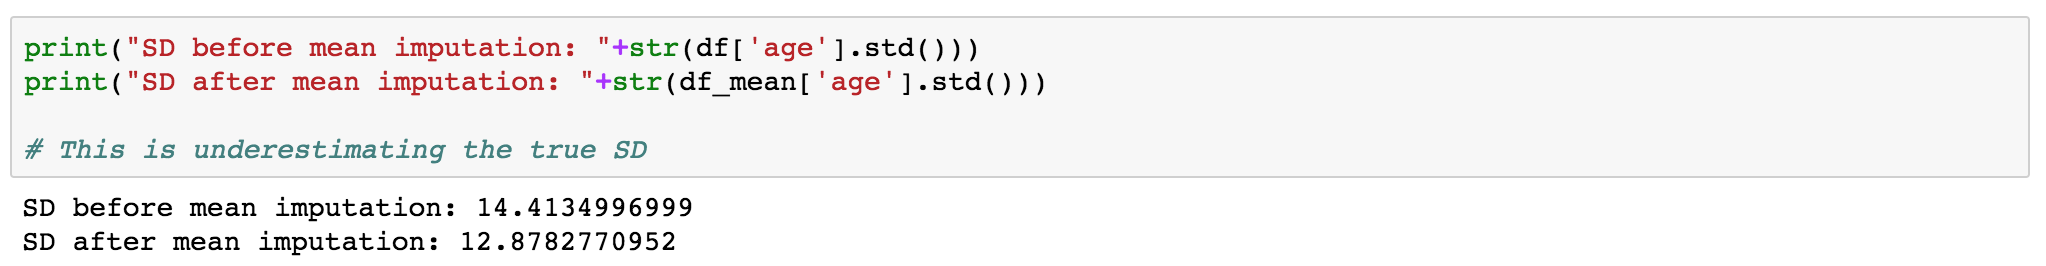 print("SD before mean imputation: "+str(df['age'].std()))
print("SD after mean imputation: "+str(df_mean['age'].std()))
# This is underestimating the true SD
SD before mean imputation: 14.4134996999
SD after mean imputation: 12.8782770952